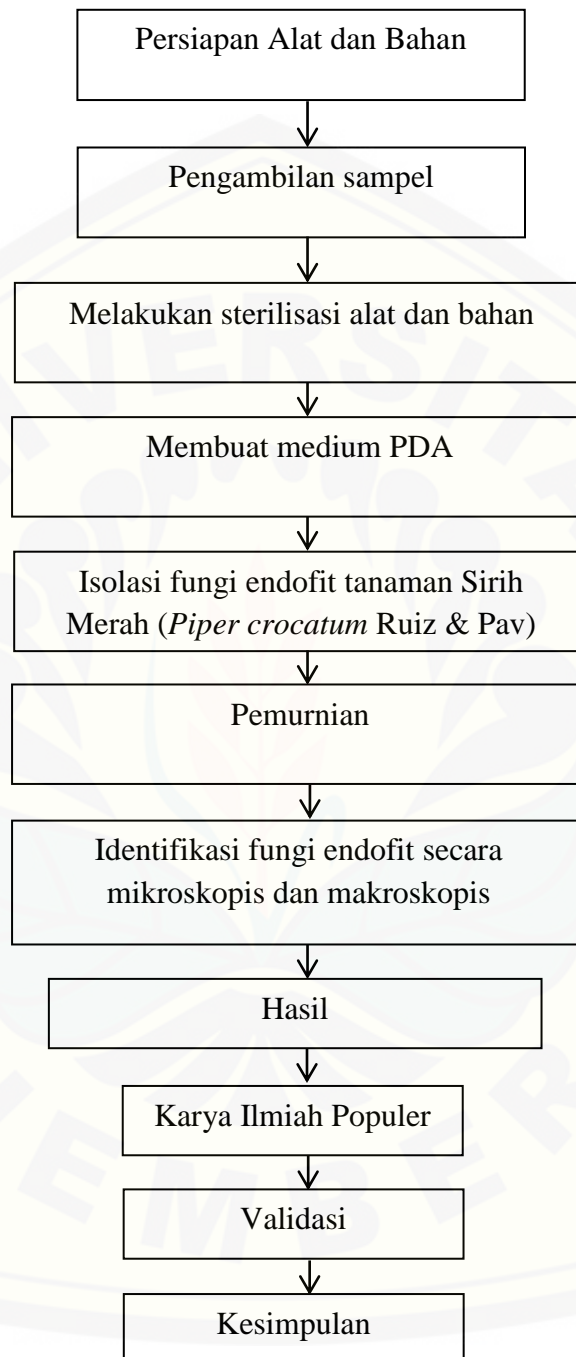 Persiapan Alat dan Bahan
Pengambilan sampel
Melakukan sterilisasi alat dan bahan
Membuat medium PDA
Isolasi fungi endofit tanaman Sirih
Merah (Piper crocatum Ruiz & Pav)
Pemurnian
Identifikasi fungi endofit secara
mikroskopis dan makroskopis
Hasil
Karya Ilmiah Populer
Validasi
Kesimpulan